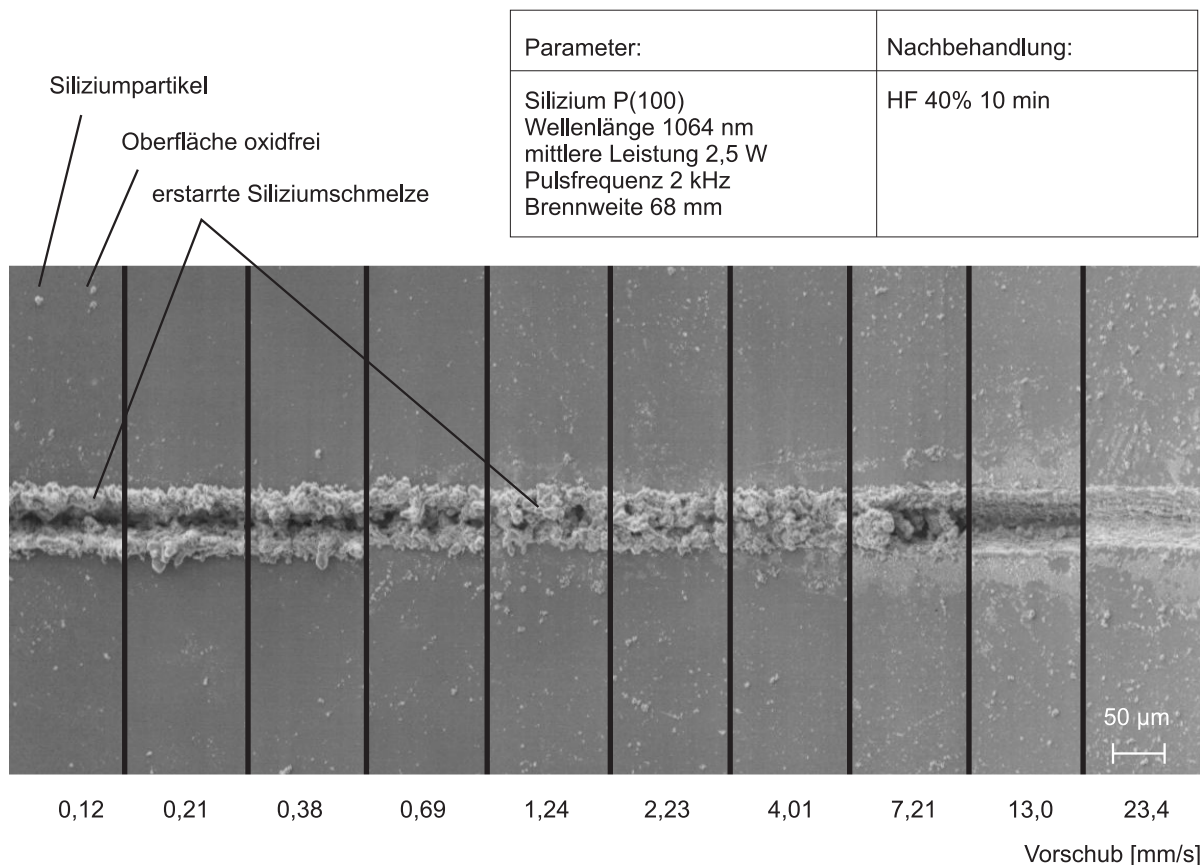 Parameter:
Nachbehandlung:
Silizium P(100)
Wellenlänge 1064 nm
mittlere Leistung 2,5 W
Pulsfrequenz 2 kHz
Brennweite 68 mm
HF 40% 10 min
Siliziumpartikel
Oberfläche oxidfrei
erstarrte Siliziumschmelze
50 µm
0,12 0,21 0,38 0,69 1,24 2,23 4,01 7,21 13,0 23,4
Vorschub [mm/s]